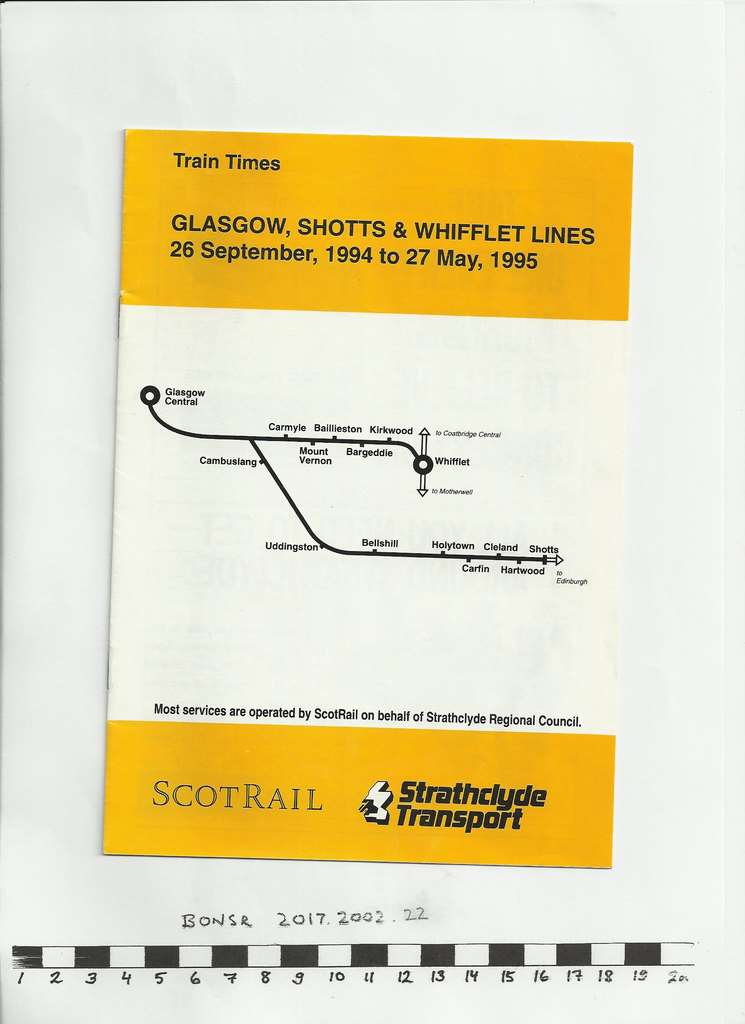 Train Times
GLASGOW, SHOTTS & WHIFFLET LINES
26 September, 1994 to 27 May, 1995
Glasgow
Central
Carmyle Baillieston Kirkwood
to Coatbridge Central
Mount
Vernon
Bargeddie
Cambuslang
Whifflet
to Motherwell
Uddingston
Bellshill
Holytown Cleland Shotts
Carfin Hartwood
to
Edinburgh
Most services are operated by ScotRail on behalf of Strathclyde Regional Council.
SCOTRAIL
Strathclyde
Transport
BONSR 2017.2002.22
1 2 3 4 5 6 7 8 9 10 11 12 13 14 15 16 17 18 19